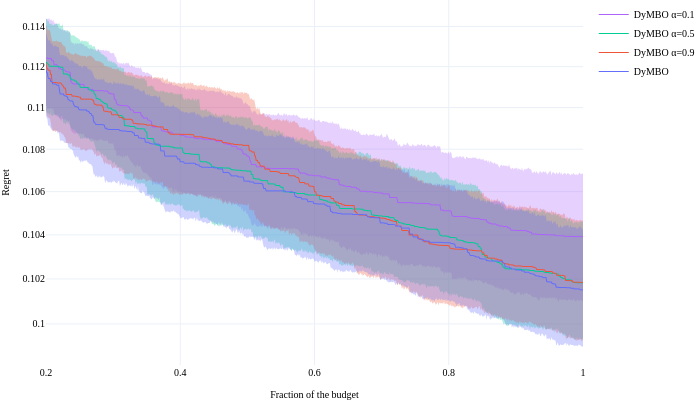 0.114
0.112
0.11
0.108
0.106
0.104
0.102
0.1
Regret
0.2 0.4 0.6 0.8 1
Fraction of the budget
DyMBO α=0.1
DyMBO α=0.5
DyMBO α=0.9
DyMBO